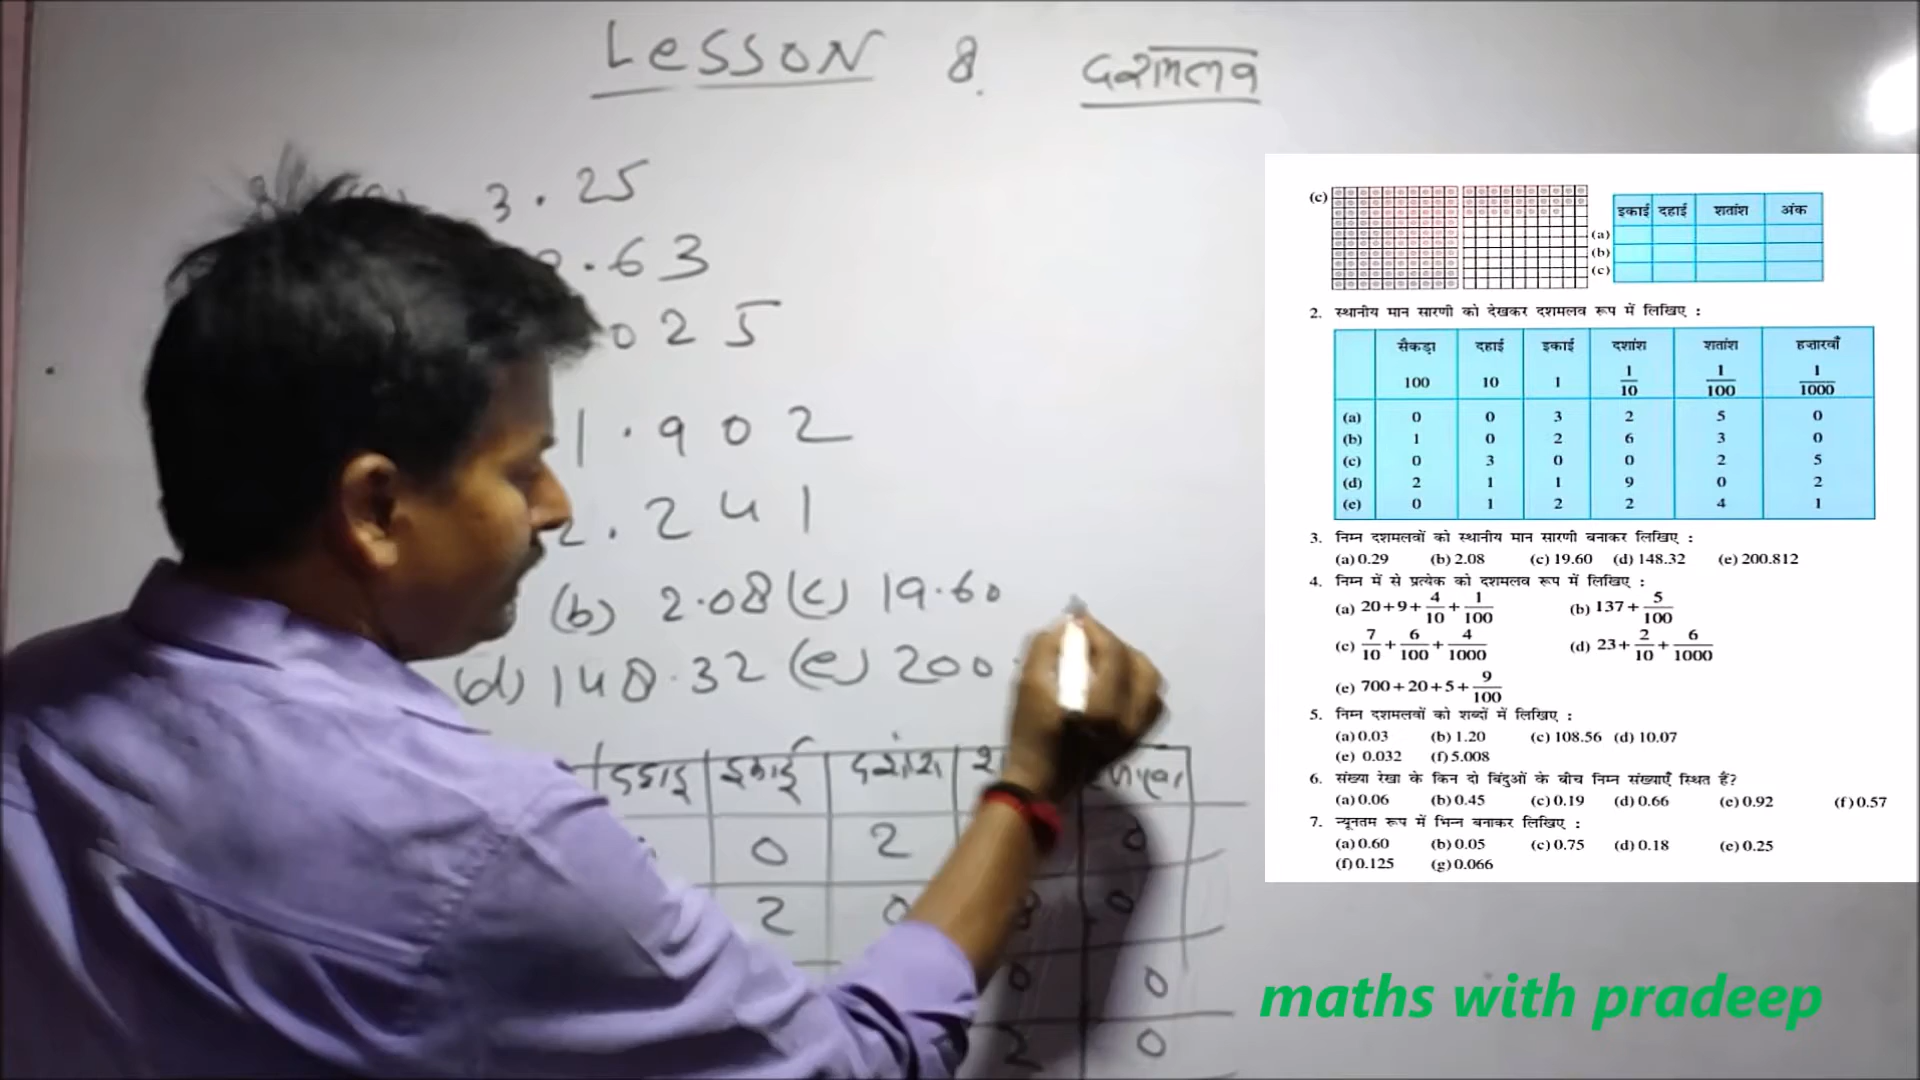 Lesson 8. दशमलव
3.25
.63
025
1.902
2.241
(b) 2.08 (c) 19.60
(d) 148.32 (e) 200
दहाई इकाई दशांश
0 2 0
2 0 8 0
0 0
2 0
(c)
इकाई दहाई शतांश अंक
(a)
(b)
(c)
2. स्थानीय मान सारणी को देखकर दशमलव रूप में लिखिए :
सैकड़ा दहाई इकाई दशांश शतांश हज़ारवाँ
100 10 1 1/10 1/100 1/1000
(a) 0 0 3 2 5 0
(b) 1 0 2 6 3 0
(c) 0 3 0 0 2 5
(d) 2 1 1 9 0 2
(e) 0 1 2 2 4 1
3. निम्न दशमलवों को स्थानीय मान सारणी बनाकर लिखिए :
(a) 0.29 (b) 2.08 (c) 19.60 (d) 148.32 (e) 200.812
4. निम्न में से प्रत्येक को दशमलव रूप में लिखिए :
(a) 20+9+4/10+1/100 (b) 137+5/100
(c) 7/10+6/100+4/1000 (d) 23+2/10+6/1000
(e) 700+20+5+9/100
5. निम्न दशमलवों को शब्दों में लिखिए :
(a) 0.03 (b) 1.20 (c) 108.56 (d) 10.07
(e) 0.032 (f) 5.008
6. संख्या रेखा के किन दो बिंदुओं के बीच निम्न संख्याएँ स्थित हैं?
(a) 0.06 (b) 0.45 (c) 0.19 (d) 0.66 (e) 0.92 (f) 0.57
7. न्यूनतम रूप में भिन्न बनाकर लिखिए :
(a) 0.60 (b) 0.05 (c) 0.75 (d) 0.18 (e) 0.25
(f) 0.125 (g) 0.066
maths with pradeep